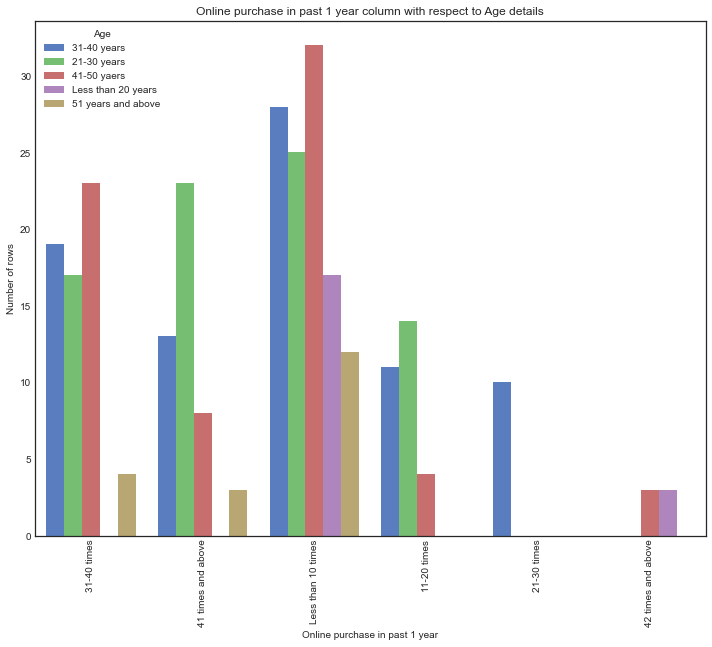 Online purchase in past 1 year column with respect to Age details
Age
31-40 years
21-30 years
41-50 yaers
Less than 20 years
51 years and above
Number of rows
30
25
20
15
10
5
0
31-40 times
41 times and above
Less than 10 times
11-20 times
21-30 times
42 times and above
Online purchase in past 1 year